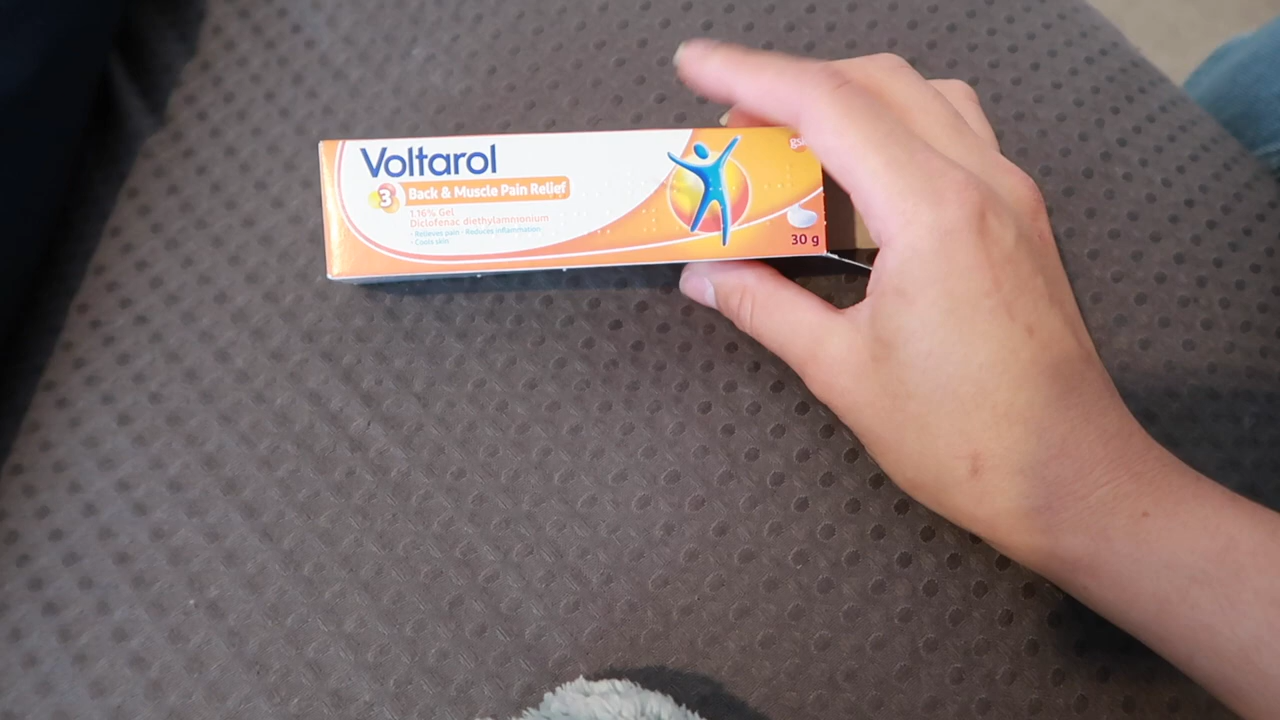 Voltarol
3 Back & Muscle Pain Relief
1.16% Gel
Diclofenac diethylammonium
• Relieves pain • Reduces inflammation
• Cools skin
30 g